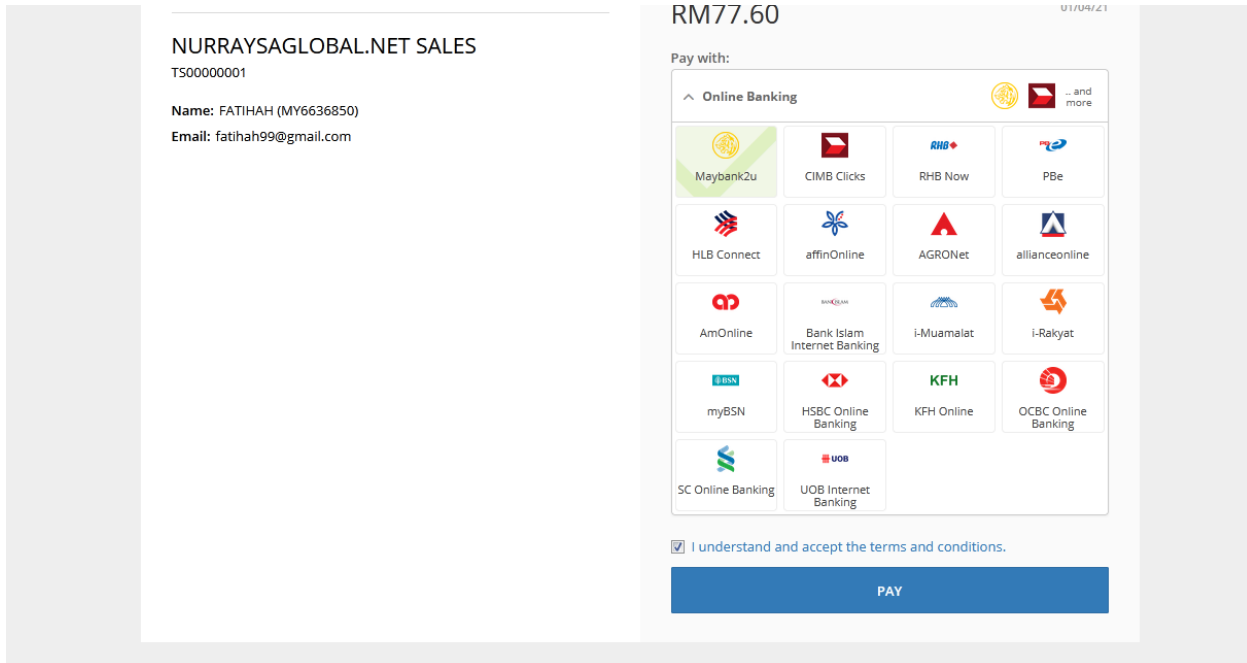 NURRAYSAGLOBAL.NET SALES
TS00000001
Name: FATIHAH (MY6636850)
Email: fatihah99@gmail.com
RM77.60
01/04/21
Pay with:
Online Banking
... and more
Maybank2u
CIMB Clicks
RHB
RHB Now
PBe
HLB Connect
affinOnline
AGRONet
allianceonline
AmOnline
BANK ISLAM
Bank Islam
Internet Banking
i-Muamalat
i-Rakyat
BSN
myBSN
HSBC Online
Banking
KFH
KFH Online
OCBC Online
Banking
SC Online Banking
UOB
UOB Internet
Banking
I understand and accept the terms and conditions.
PAY